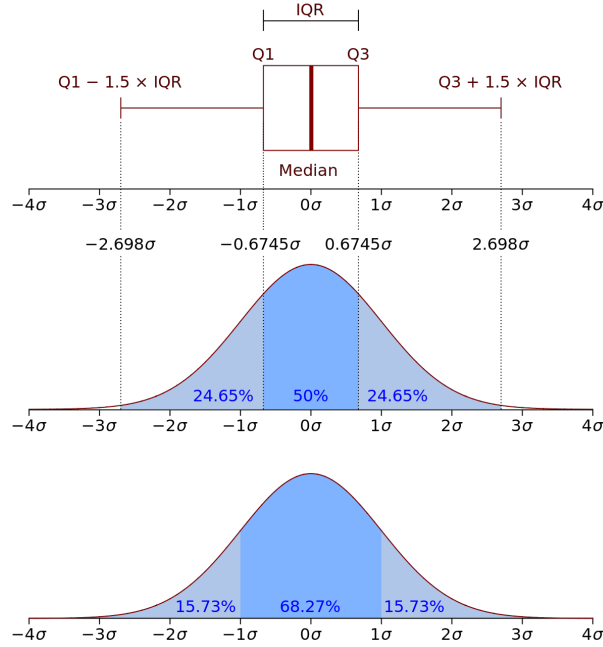 IQR
Q1 Q3
Q1 − 1.5 × IQR Q3 + 1.5 × IQR
Median
−4σ −3σ −2σ −1σ 0σ 1σ 2σ 3σ 4σ
−2.698σ −0.6745σ 0.6745σ 2.698σ
24.65% 50% 24.65%
−4σ −3σ −2σ −1σ 0σ 1σ 2σ 3σ 4σ
15.73% 68.27% 15.73%
−4σ −3σ −2σ −1σ 0σ 1σ 2σ 3σ 4σ